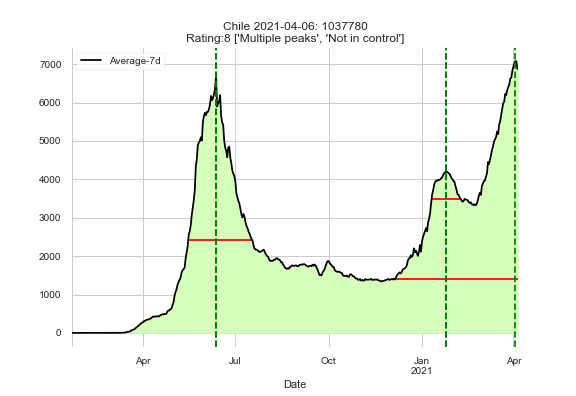 Chile 2021-04-06: 1037780
Rating:8 ['Multiple peaks', 'Not in control']
Average-7d
7000
6000
5000
4000
3000
2000
1000
0
Apr
Jul
Oct
Jan
2021
Apr
Date